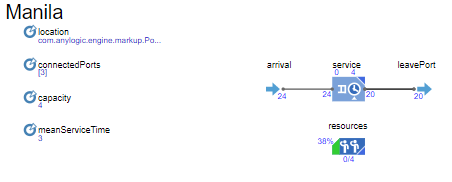 Manila
location
com.anylogic.engine.markup.Po...
connectedPorts
[3]
capacity
4
meanServiceTime
3
arrival
service
leavePort
0 4
24
24
20
20
resources
38%
0/4